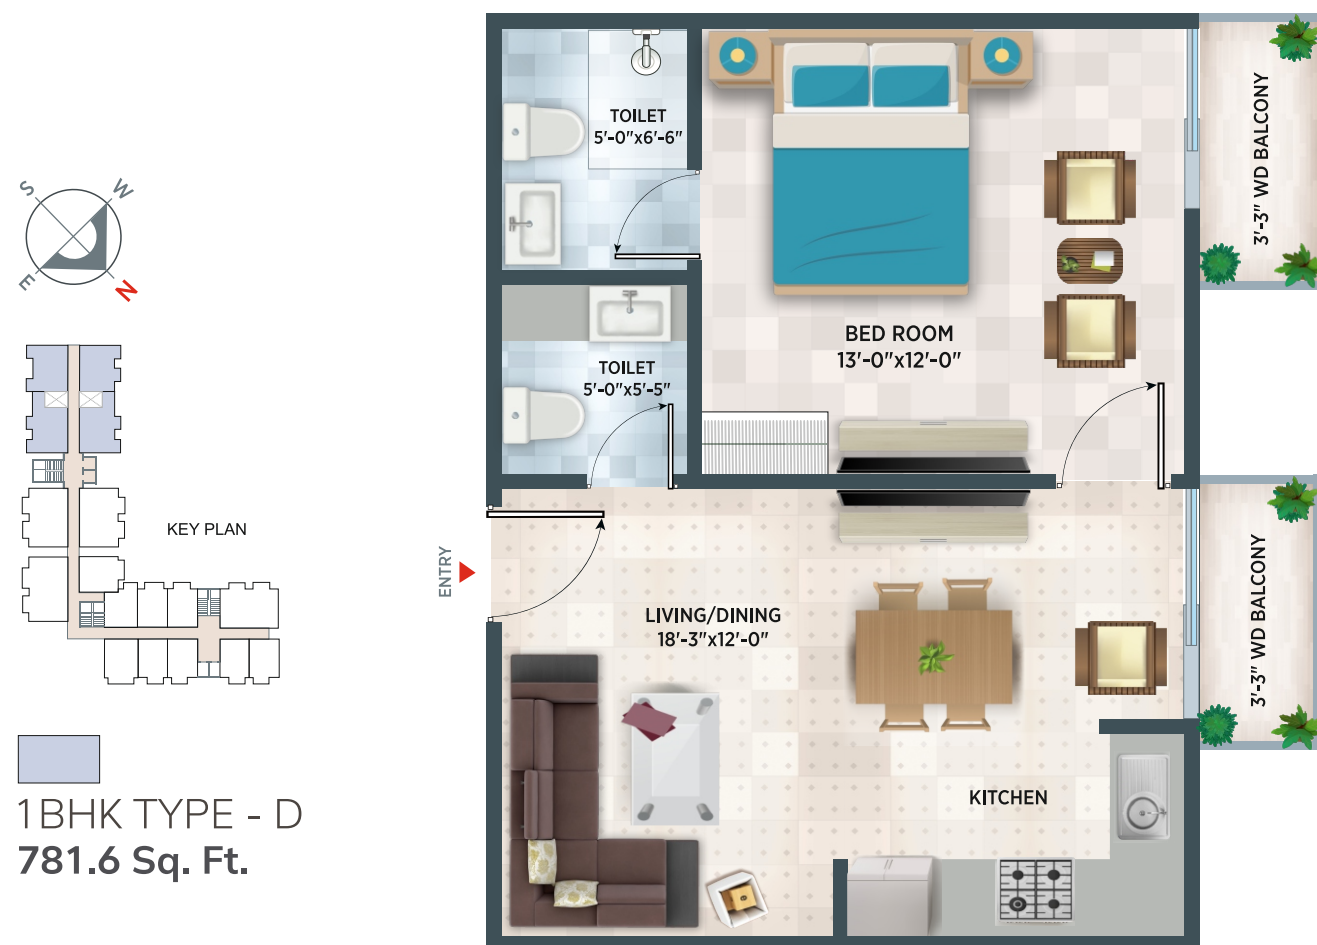 S
W
E
N
KEY PLAN
1BHK TYPE - D
781.6 Sq. Ft.
ENTRY
TOILET
5'-0"x6'-6"
TOILET
5'-0"x5'-5"
BED ROOM
13'-0"x12'-0"
3'-3" WD BALCONY
LIVING/DINING
18'-3"x12'-0"
3'-3" WD BALCONY
KITCHEN